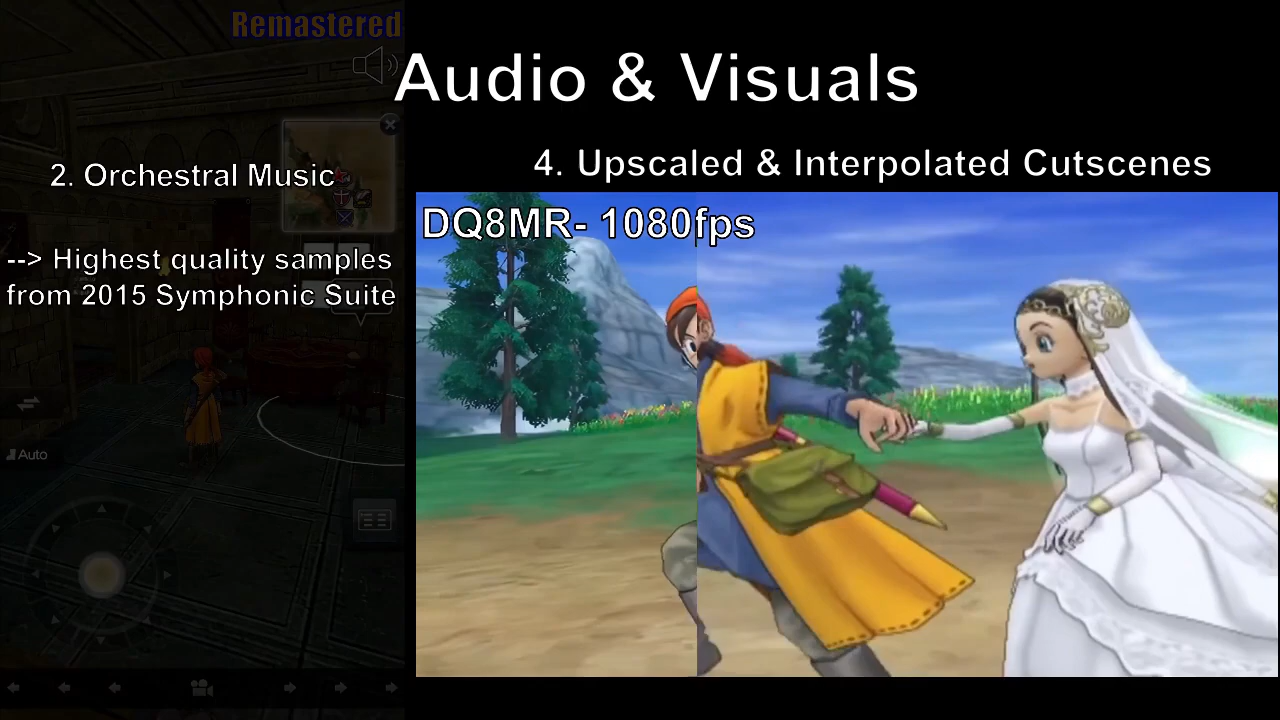 Remastered
Audio & Visuals
2. Orchestral Music
4. Upscaled & Interpolated Cutscenes
--> Highest quality samples
from 2015 Symphonic Suite
DQ8MR- 1080fps
Auto